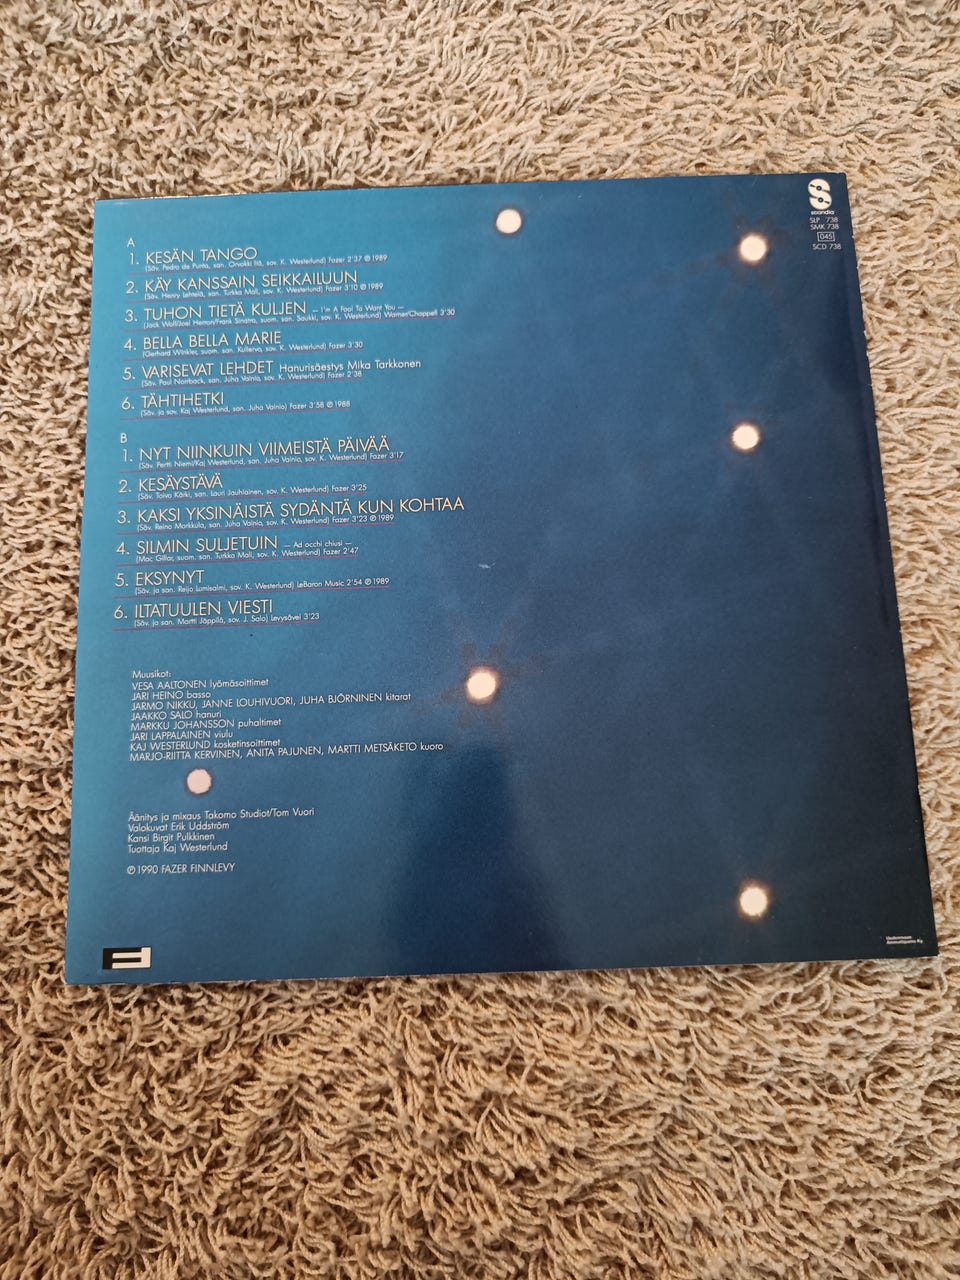 A
1. KESÄN TANGO
(Säv. Pedro de Punta, san. Orvokki Itä, sov. K. Westerlund) Fazer 2'37 ℗ 1989
2. KÄY KANSSAIN SEIKKAILUUN
(Säv. Henry Lehtelä, san. Turkka Mali, sov. K. Westerlund) Fazer 3'10 ℗ 1989
3. TUHON TIETÄ KULJEN – I'm A Fool To Want You –
(Jack Wolf/Joel Herron/Frank Sinatra, suom. san. Saukki, sov. K. Westerlund) Warner/Chappell 3'30
4. BELLA BELLA MARIE
(Gerhard Winkler, suom. san. Kullervo, sov. K. Westerlund) Fazer 3'30
5. VARISEVAT LEHDET Hanurisäestys Mika Tarkkonen
(Säv. Paul Norrback, san. Juha Vainio, sov. K. Westerlund) Fazer 2'38
6. TÄHTIHETKI
(Säv. ja sov. Kaj Westerlund, san. Juha Vainio) Fazer 3'58 ℗ 1988
B
1. NYT NIINKUIN VIIMEISTÄ PÄIVÄÄ
(Säv. Pertti Niemi/Kaj Westerlund, san. Juha Vainio, sov. K. Westerlund) Fazer 3'17
2. KESÄYSTÄVÄ
(Säv. Toivo Kärki, san. Lauri Jauhiainen, sov. K. Westerlund) Fazer 3'25
3. KAKSI YKSINÄISTÄ SYDÄNTÄ KUN KOHTAA
(Säv. Reino Markkula, san. Juha Vainio, sov. K. Westerlund) Fazer 3'23 ℗ 1989
4. SILMIN SULJETUIN – Ad occhi chiusi –
(Mac Gillar, suom. san. Turkka Mali, sov. K. Westerlund) Fazer 2'47
5. EKSYNYT
(Säv. ja san. Reijo Lumisalmi, sov. K. Westerlund) LeBaron Music 2'54 ℗ 1989
6. ILTATUULEN VIESTI
(Säv. ja san. Martti Jäppilä, sov. J. Salo) Levysävel 3'23
Muusikot:
VESA AALTONEN lyömäsoittimet
JARI HEINO basso
JARMO NIKKU, JANNE LOUHIVUORI, JUHA BJÖRNINEN kitarat
JAAKKO SALO hanuri
MARKKU JOHANSSON puhaltimet
JARI LAPPALAINEN viulu
KAJ WESTERLUND kosketinsoittimet
MARJO-RIITTA KERVINEN, ANITA PAJUNEN, MARTTI METSÄKETO kuoro
Äänitys ja mixaus Takomo Studiot/Tom Vuori
Valokuvat Erik Uddström
Kansi Birgit Pulkkinen
Tuottaja Kaj Westerlund
℗ 1990 FAZER FINNLEVY
scandia
SLP 738
SMK 738
045
SCD 738
Uudenmaan
Ammattipaino Ky